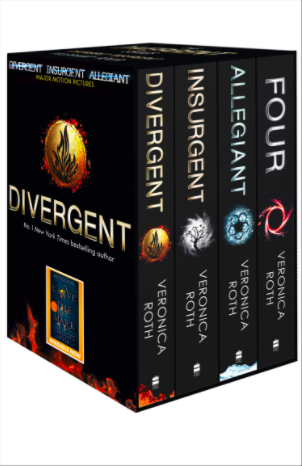 DIVERGENT INSURGENT ALLEGIANT
MAJOR MOTION PICTURES
DIVERGENT
No. 1 New York Times bestselling author
DIVERGENT
VERONICA
ROTH
INSURGENT
VERONICA
ROTH
ALLEGIANT
VERONICA
ROTH
FOUR
VERONICA
ROTH